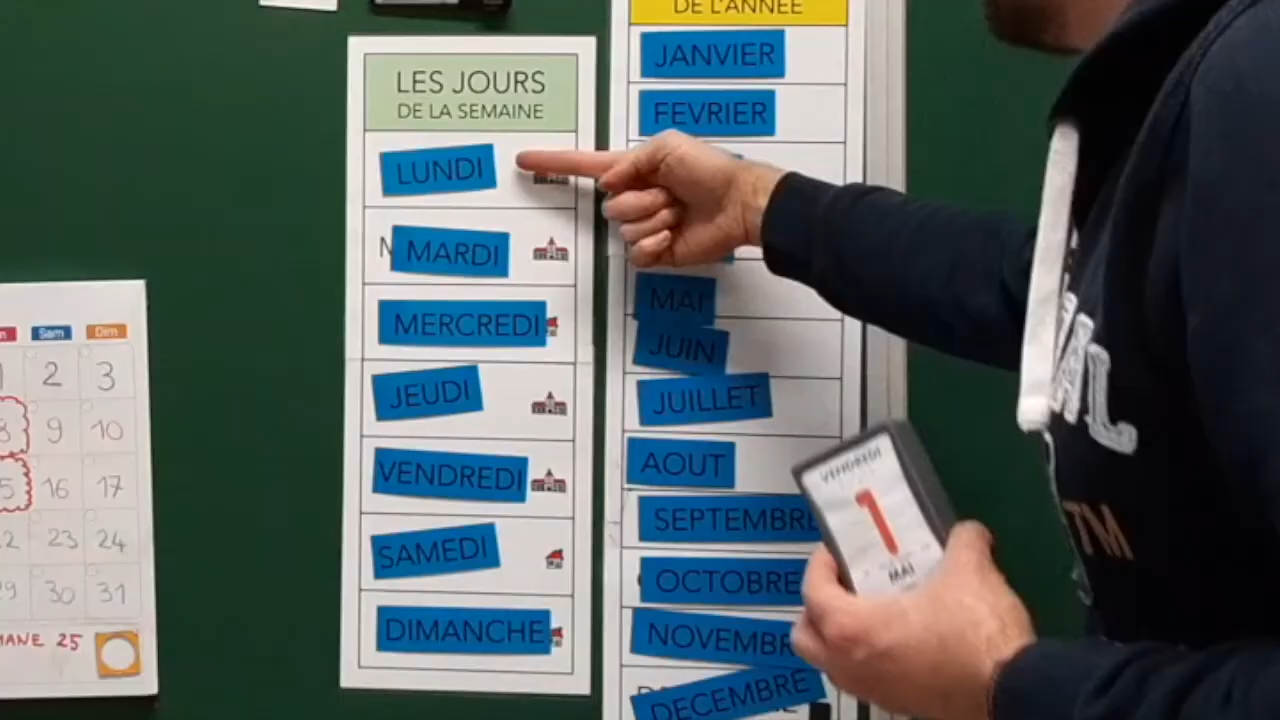 DE L'ANNÉE
JANVIER
FEVRIER
MAI
JUIN
JUILLET
AOUT
SEPTEMBRE
OCTOBRE
NOVEMBR
DECEMBRE
LES JOURS
DE LA SEMAINE
LUNDI
MARDI
MERCREDI
JEUDI
VENDREDI
SAMEDI
DIMANCHE
Sam Dim
2 3
9 10
16 17
23 24
30 31
25
VENDREDI
1
MAI
TM